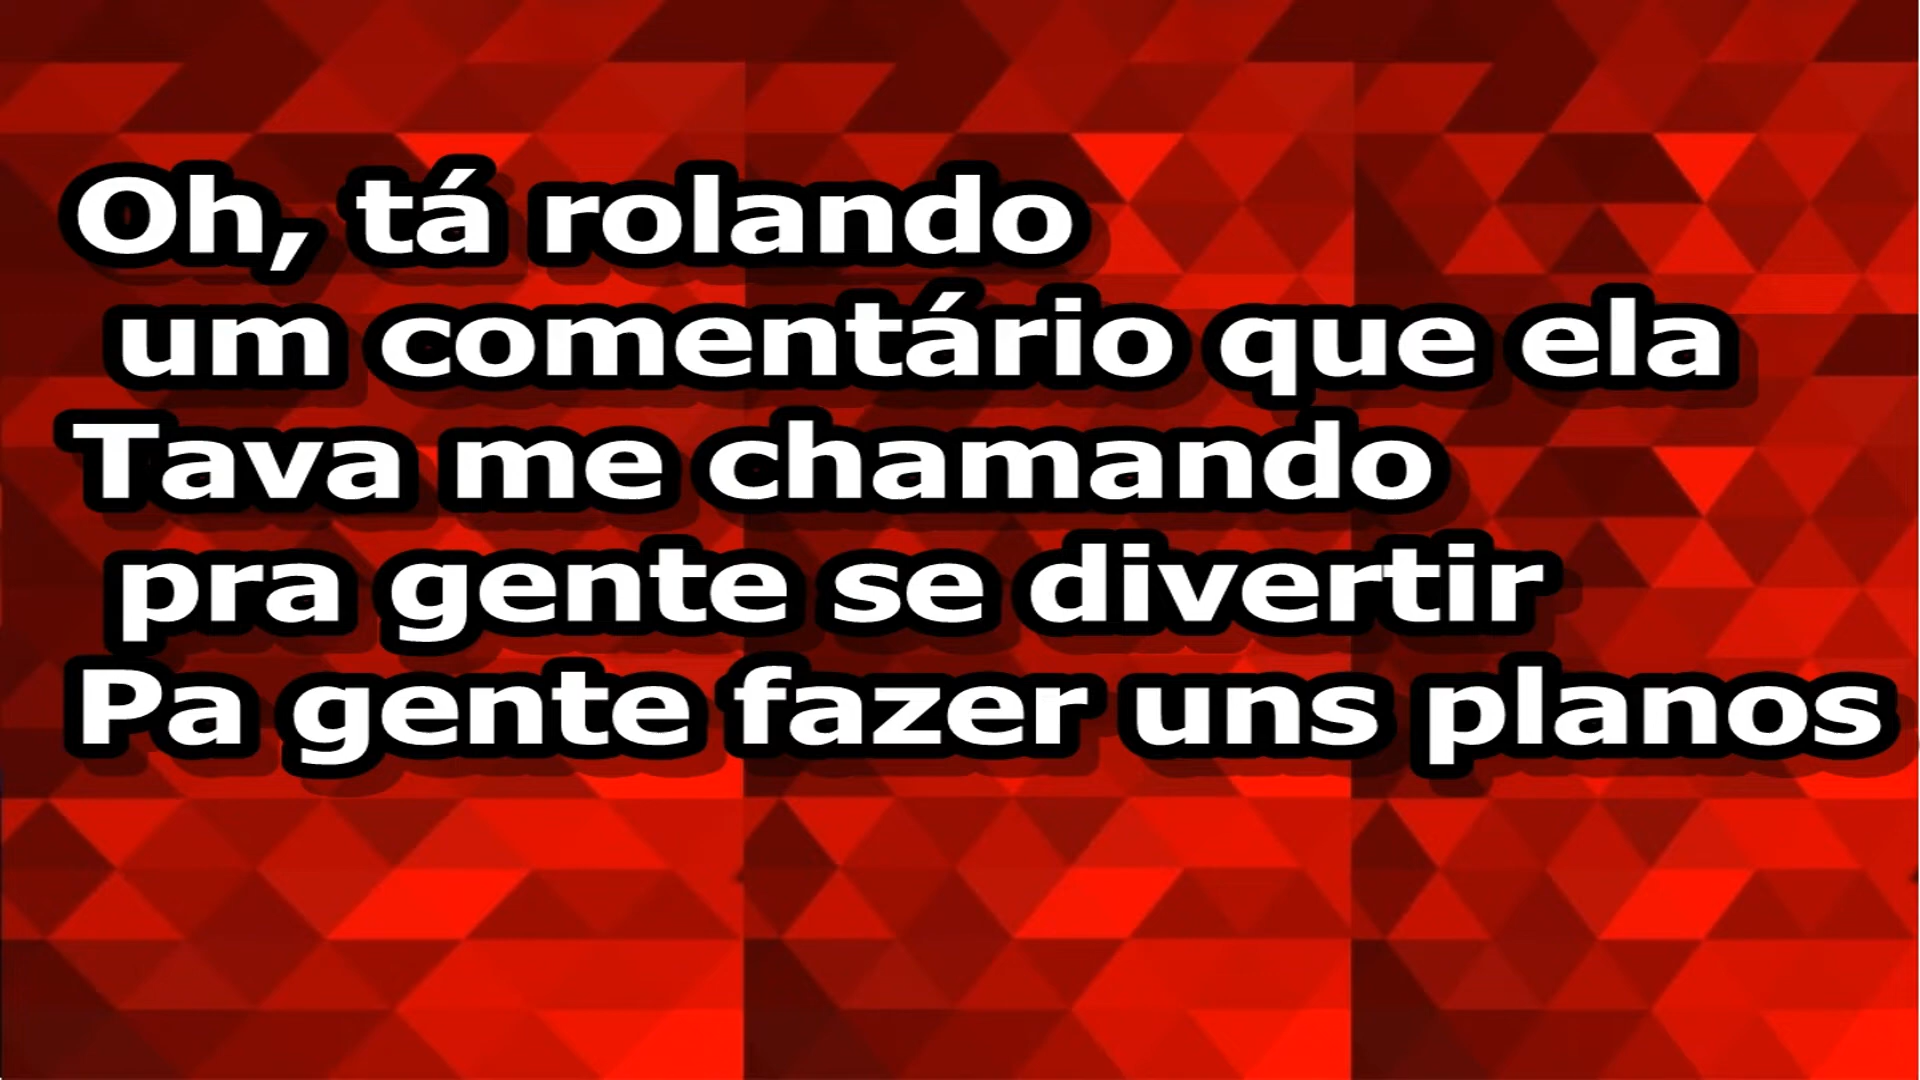 Oh, tá rolando
um comentário que ela
Tava me chamando
pra gente se divertir
Pa gente fazer uns planos